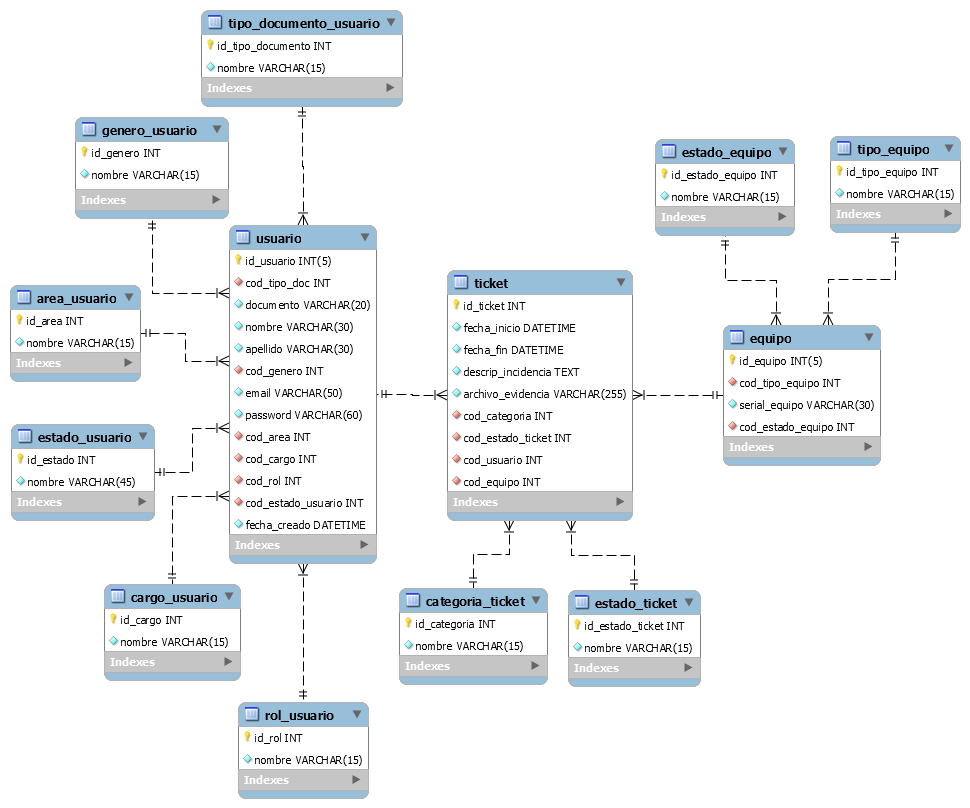 tipo_documento_usuario
id_tipo_documento INT
nombre VARCHAR(15)
Indexes
genero_usuario
id_genero INT
nombre VARCHAR(15)
Indexes
estado_equipo
id_estado_equipo INT
nombre VARCHAR(15)
Indexes
tipo_equipo
id_tipo_equipo INT
nombre VARCHAR(15)
Indexes
usuario
id_usuario INT(5)
cod_tipo_doc INT
documento VARCHAR(20)
nombre VARCHAR(30)
apellido VARCHAR(30)
cod_genero INT
email VARCHAR(50)
password VARCHAR(60)
cod_area INT
cod_cargo INT
cod_rol INT
cod_estado_usuario INT
fecha_creado DATETIME
Indexes
area_usuario
id_area INT
nombre VARCHAR(15)
Indexes
ticket
id_ticket INT
fecha_inicio DATETIME
fecha_fin DATETIME
descrip_incidencia TEXT
archivo_evidencia VARCHAR(255)
cod_categoria INT
cod_estado_ticket INT
cod_usuario INT
cod_equipo INT
Indexes
equipo
id_equipo INT(5)
cod_tipo_equipo INT
serial_equipo VARCHAR(30)
cod_estado_equipo INT
Indexes
estado_usuario
id_estado INT
nombre VARCHAR(45)
Indexes
cargo_usuario
id_cargo INT
nombre VARCHAR(15)
Indexes
categoria_ticket
id_categoria INT
nombre VARCHAR(15)
Indexes
estado_ticket
id_estado_ticket INT
nombre VARCHAR(15)
Indexes
rol_usuario
id_rol INT
nombre VARCHAR(15)
Indexes